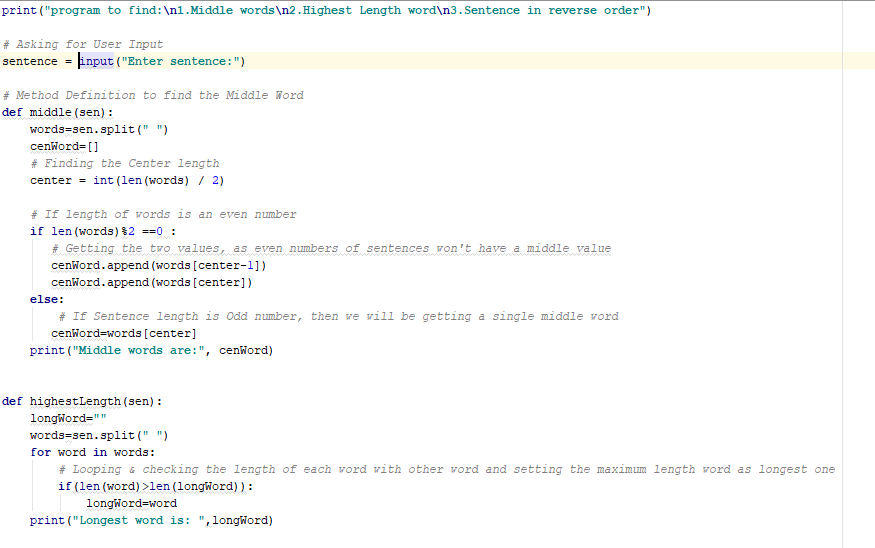 print("program to find:\n1.Middle words\n2.Highest Length word\n3.Sentence in reverse order")
# Asking for User Input
sentence = input("Enter sentence:")
# Method Definition to find the Middle Word
def middle(sen):
    words=sen.split(" ")
    cenWord=[]
    # Finding the Center length
    center = int(len(words) / 2)
    # If length of words is an even number
    if len(words)%2 ==0 :
        # Getting the two values, as even numbers of sentences won't have a middle value
        cenWord.append(words[center-1])
        cenWord.append(words[center])
    else:
        # If Sentence length is Odd number, then we will be getting a single middle word
        cenWord=words[center]
    print("Middle words are:", cenWord)
def highestLength(sen):
    longWord=""
    words=sen.split(" ")
    for word in words:
        # Looping & checking the length of each word with other word and setting the maximum length word as longest one
        if(len(word)>len(longWord)):
            longWord=word
    print("Longest word is: ",longWord)